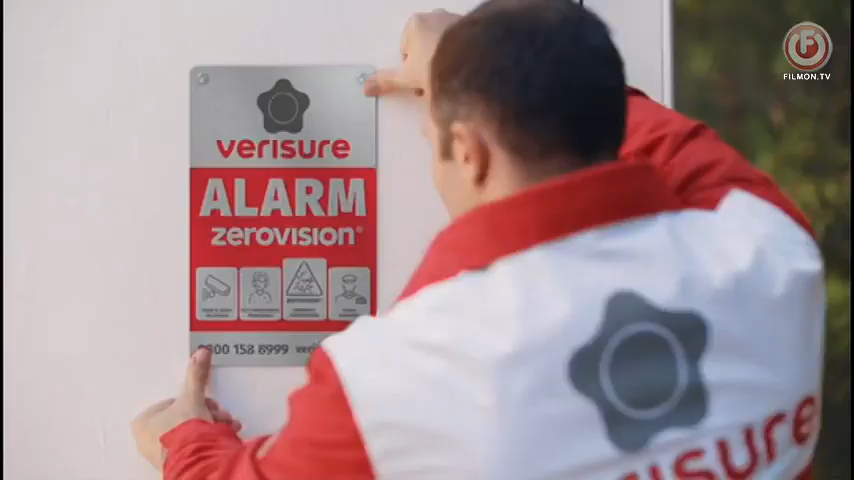 FILMON.TV
verisure
ALARM
zerovision®
0800 158 8999
verisure